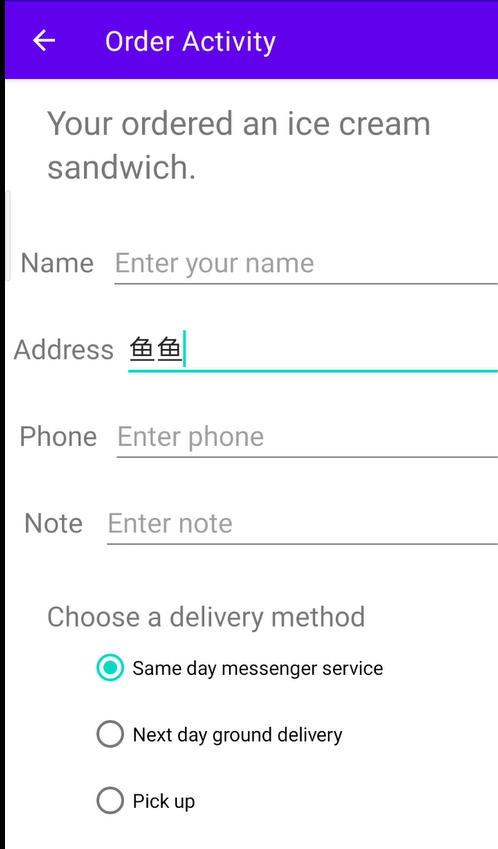 Order Activity
Your ordered an ice cream
sandwich.
Name Enter your name
Address 鱼鱼
Phone Enter phone
Note Enter note
Choose a delivery method
Same day messenger service
Next day ground delivery
Pick up